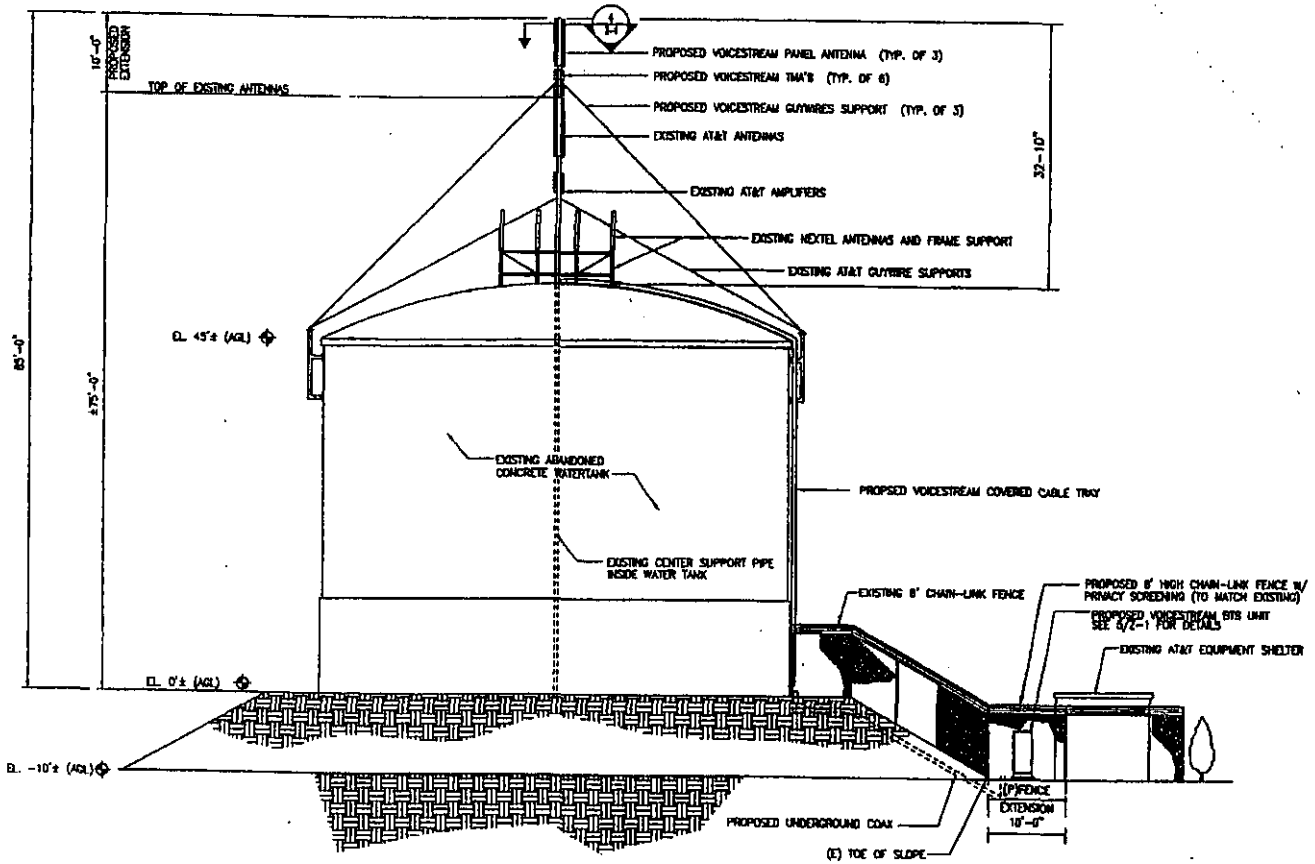 10'-0"
PROPOSED
EXTENSION
TOP OF EXISTING ANTENNAS
85'-0"
±75'-0"
4
PROPOSED VOICESTREAM PANEL ANTENNA (TYP. OF 3)
PROPOSED VOICESTREAM TMA'S (TYP. OF 6)
PROPOSED VOICESTREAM GUYWIRES SUPPORT (TYP. OF 3)
EXISTING AT&T ANTENNAS
EXISTING AT&T AMPLIFIERS
EXISTING NEXTEL ANTENNAS AND FRAME SUPPORT
EXISTING AT&T GUYWIRE SUPPORTS
32-10"
EL. 45'± (AGL)
EXISTING ABANDONED
CONCRETE WATERTANK
PROPSED VOICESTREAM COVERED CABLE TRAY
EXISTING CENTER SUPPORT PIPE
INSIDE WATER TANK
EXISTING 8' CHAIN-LINK FENCE
PROPOSED 8' HIGH CHAIN-LINK FENCE W/
PRIVACY SCREENING (TO MATCH EXISTING)
PROPOSED VOICESTREAM BTS UNIT
SEE 5/Z-1 FOR DETAILS
EXISTING AT&T EQUIPMENT SHELTER
EL. 0'± (AGL)
EL. -10'± (AGL)
(P)FENCE
EXTENSION
10'-0"
PROPOSED UNDERGROUND COAX
(E) TOE OF SLOPE